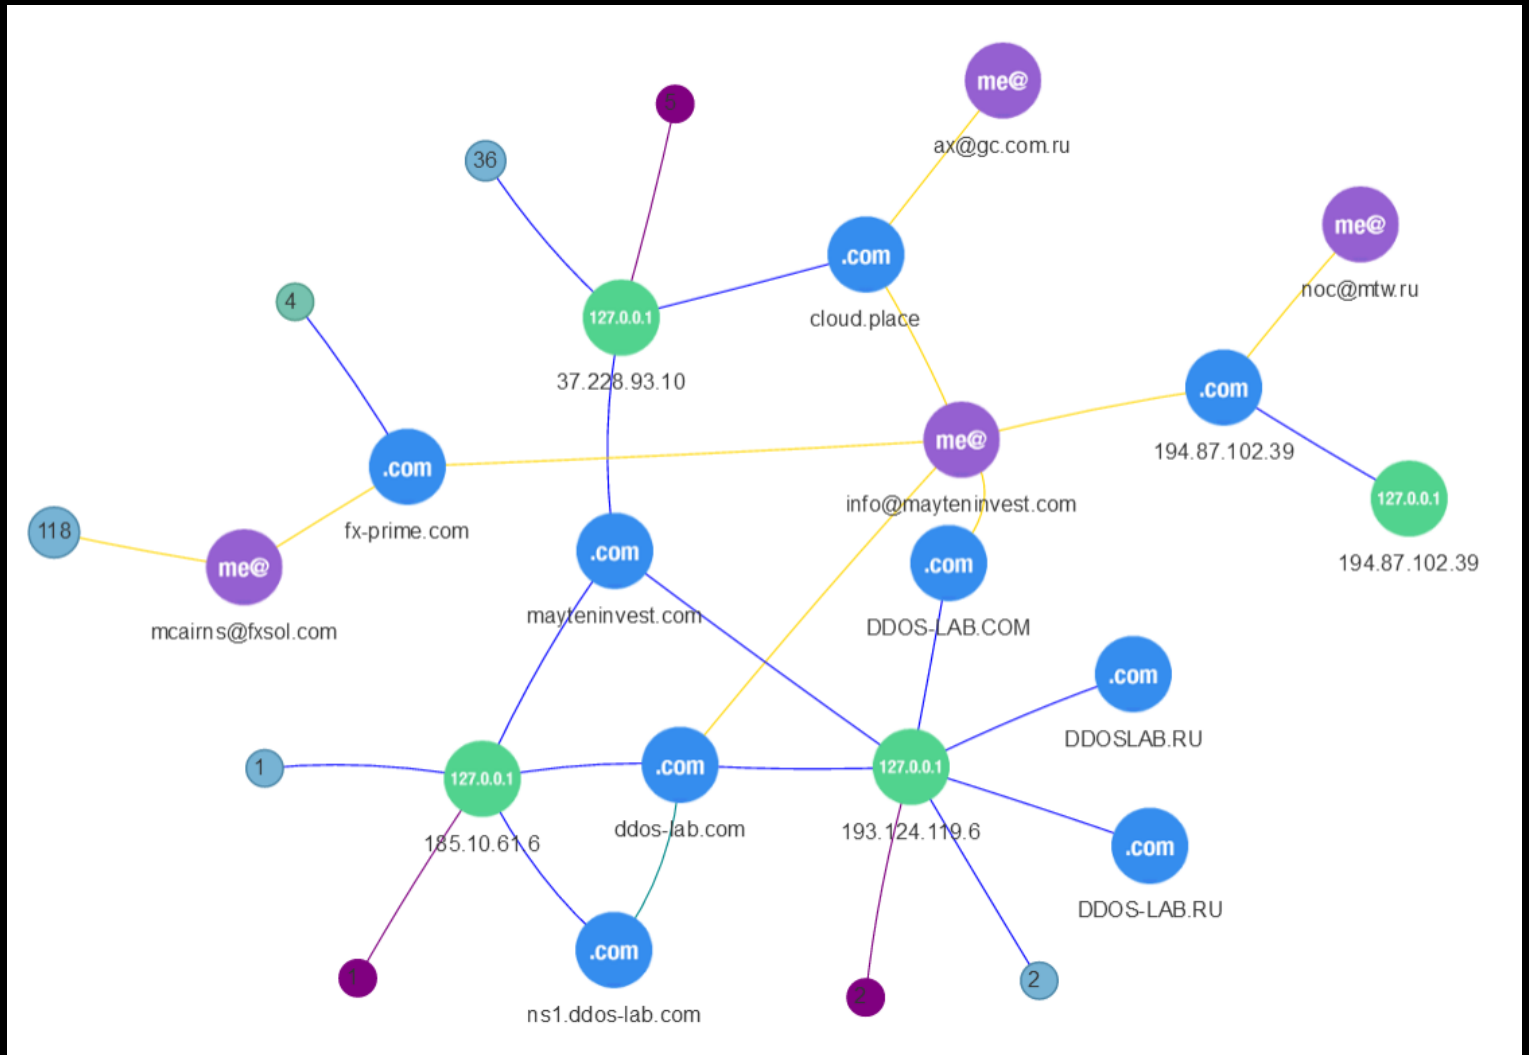 me@
ax@gc.com.ru
36
me@
noc@mtw.ru
.com
cloud.place
4
127.0.0.1
37.228.93.10
.com
194.87.102.39
me@
info@mayteninvest.com
.com
fx-prime.com
127.0.0.1
194.87.102.39
118
me@
mcairns@fxsol.com
.com
mayteninvest.com
.com
DDOS-LAB.COM
.com
DDOSLAB.RU
1
127.0.0.1
185.10.61.6
.com
ddos-lab.com
127.0.0.1
193.124.119.6
.com
DDOS-LAB.RU
.com
ns1.ddos-lab.com
2
2